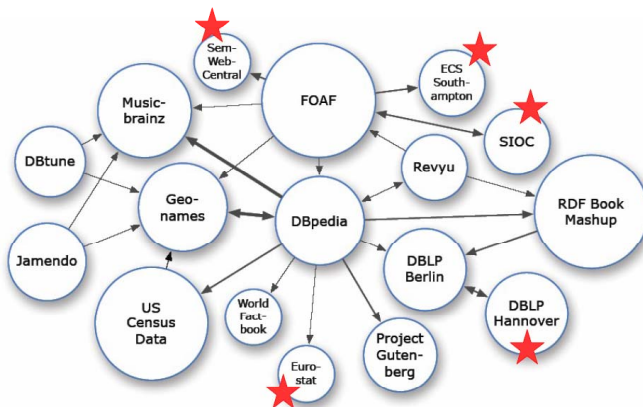 Sem-
Web-
Central
FOAF
ECS
South-
ampton
SIOC
Music-
brainz
DBtune
Geo-
names
Revyu
DBpedia
RDF Book
Mashup
Jamendo
DBLP
Berlin
US
Census
Data
World
Fact-
book
DBLP
Hannover
Euro-
stat
Project
Guten-
berg